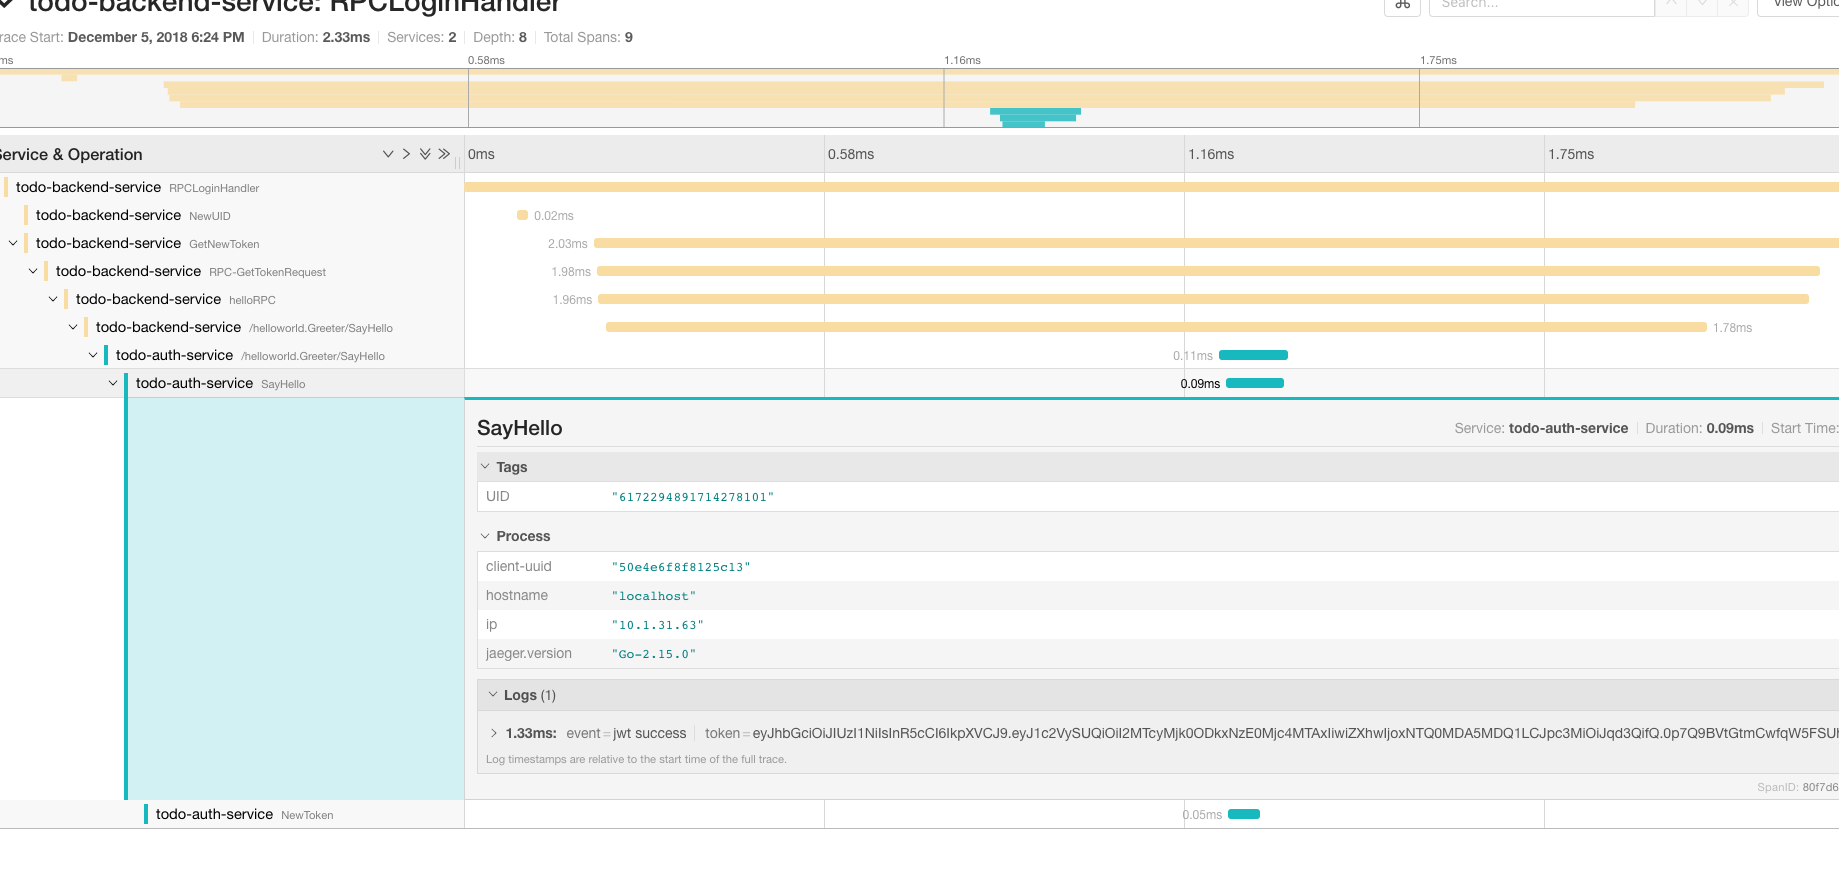 todo-backend-service: RPCLoginHandler
⌘ Search... View Optio
race Start: December 5, 2018 6:24 PM Duration: 2.33ms Services: 2 Depth: 8 Total Spans: 9
ms 0.58ms 1.16ms 1.75ms
Service & Operation 0ms 0.58ms 1.16ms 1.75ms
todo-backend-service RPCLoginHandler
todo-backend-service NewUID 0.02ms
todo-backend-service GetNewToken 2.03ms
todo-backend-service RPC-GetTokenRequest 1.98ms
todo-backend-service helloRPC 1.96ms
todo-backend-service /helloworld.Greeter/SayHello 1.78ms
todo-auth-service /helloworld.Greeter/SayHello 0.11ms
todo-auth-service SayHello 0.09ms
SayHello Service: todo-auth-service Duration: 0.09ms Start Time:
Tags
UID "6172294891714278101"
Process
client-uuid "50e4e6f8f8125c13"
hostname "localhost"
ip "10.1.31.63"
jaeger.version "Go-2.15.0"
Logs (1)
1.33ms: event = jwt success token = eyJhbGciOiJIUzI1NiIsInR5cCI6IkpXVCJ9.eyJ1c2VySUQiOiI2MTcyMjk0ODkxNzE0Mjc4MTAxIiwiZXhwIjoxNTQ0MDA5MDQ1LCJpc3MiOiJqd3QifQ.0p7Q9BVtGtmCwfqW5FSUh
Log timestamps are relative to the start time of the full trace.
SpanID: 80f7d6
todo-auth-service NewToken 0.05ms